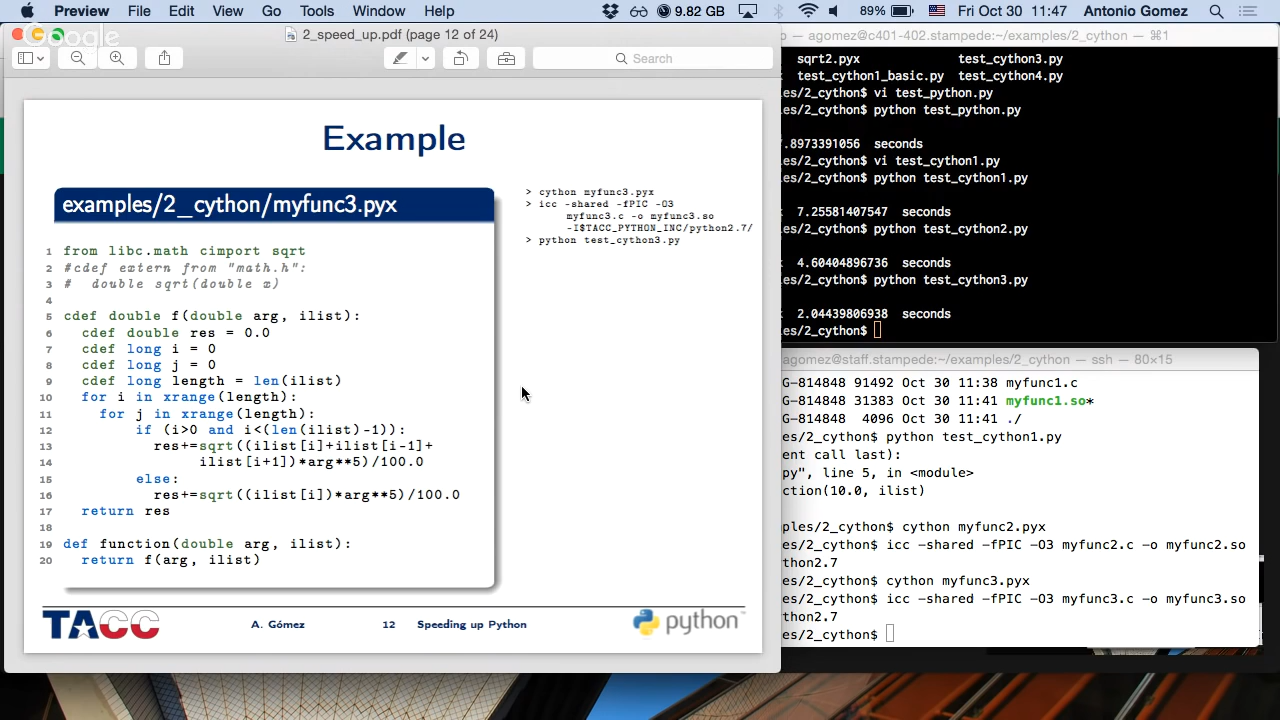 Preview File Edit View Go Tools Window Help 9.82 GB 89% Fri Oct 30 11:47 Antonio Gomez
Google
2_speed_up.pdf (page 12 of 24)
Search
Example
examples/2_cython/myfunc3.pyx
1 from libc.math cimport sqrt
2 #cdef extern from "math.h":
3 # double sqrt(double x)
4
5 cdef double f(double arg, ilist):
6 cdef double res = 0.0
7 cdef long i = 0
8 cdef long j = 0
9 cdef long length = len(ilist)
10 for i in xrange(length):
11 for j in xrange(length):
12 if (i>0 and i<(len(ilist)-1)):
13 res+=sqrt((ilist[i]+ilist[i-1]+
14 ilist[i+1])*arg**5)/100.0
15 else:
16 res+=sqrt((ilist[i])*arg**5)/100.0
17 return res
18
19 def function(double arg, ilist):
20 return f(arg, ilist)
> cython myfunc3.pyx
> icc -shared -fPIC -O3
myfunc3.c -o myfunc3.so
-I$TACC_PYTHON_INC/python2.7/
> python test_cython3.py
TACC A. Gómez 12 Speeding up Python python
— agomez@c401-402.stampede:~/examples/2_cython — ⌘1
sqrt2.pyx test_cython3.py
test_cython1_basic.py test_cython4.py
es/2_cython$ vi test_python.py
es/2_cython$ python test_python.py
.8973391056 seconds
es/2_cython$ vi test_cython1.py
es/2_cython$ python test_cython1.py
7.25581407547 seconds
es/2_cython$ python test_cython2.py
4.60404896736 seconds
es/2_cython$ python test_cython3.py
2.04439806938 seconds
es/2_cython$
agomez@staff.stampede:~/examples/2_cython — ssh — 80×15
G-814848 91492 Oct 30 11:38 myfunc1.c
G-814848 31383 Oct 30 11:41 myfunc1.so*
G-814848 4096 Oct 30 11:41 ./
es/2_cython$ python test_cython1.py
ent call last):
py", line 5, in <module>
ction(10.0, ilist)
ples/2_cython$ cython myfunc2.pyx
es/2_cython$ icc -shared -fPIC -O3 myfunc2.c -o myfunc2.so
thon2.7
es/2_cython$ cython myfunc3.pyx
es/2_cython$ icc -shared -fPIC -O3 myfunc3.c -o myfunc3.so
thon2.7
es/2_cython$